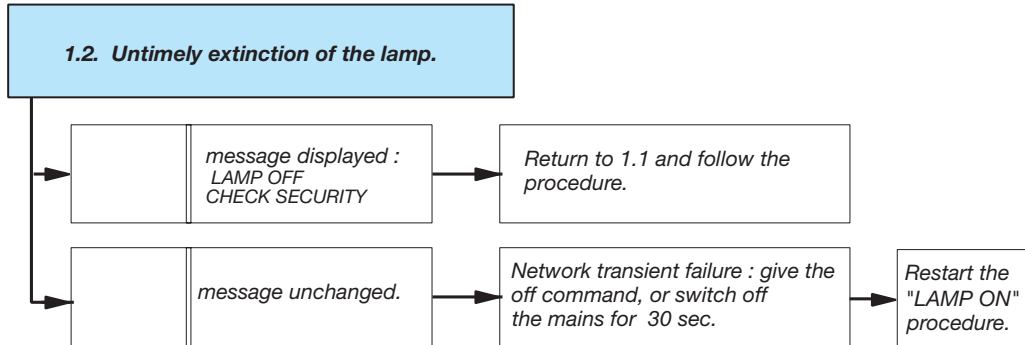 1.2. Untimely extinction of the lamp.
message displayed :
LAMP OFF
CHECK SECURITY
Return to 1.1 and follow the
procedure.
message unchanged.
Network transient failure : give the
off command, or switch off
the mains for 30 sec.
Restart the
"LAMP ON"
procedure.